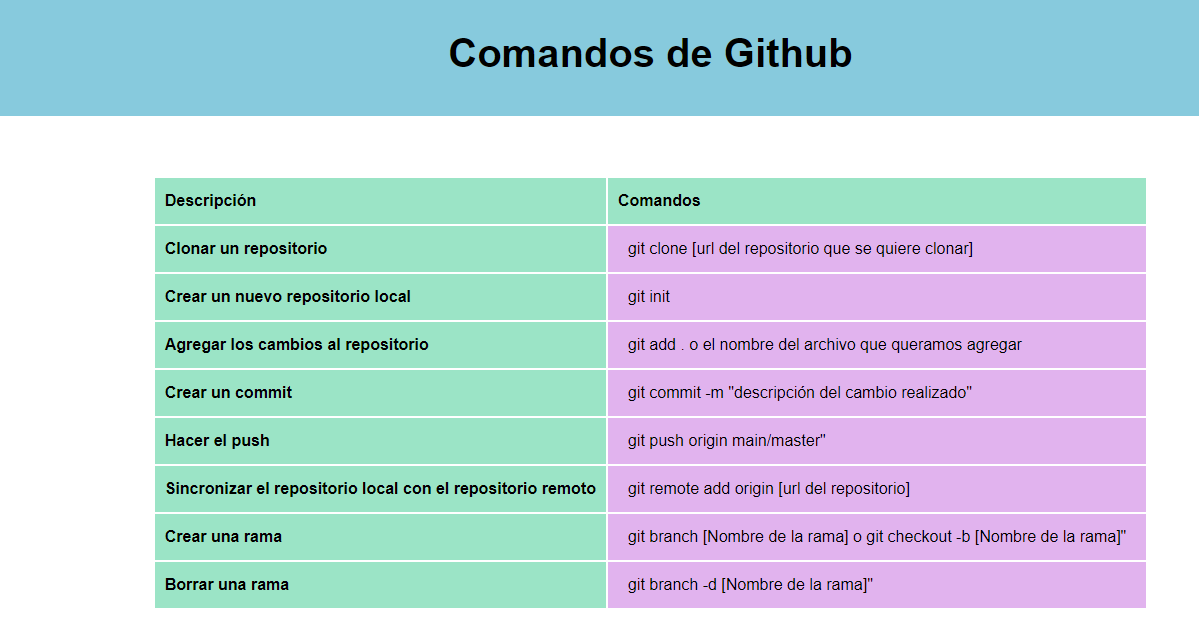 Comandos de Github
Descripción Comandos
Clonar un repositorio git clone [url del repositorio que se quiere clonar]
Crear un nuevo repositorio local git init
Agregar los cambios al repositorio git add . o el nombre del archivo que queramos agregar
Crear un commit git commit -m "descripción del cambio realizado"
Hacer el push git push origin main/master"
Sincronizar el repositorio local con el repositorio remoto git remote add origin [url del repositorio]
Crear una rama git branch [Nombre de la rama] o git checkout -b [Nombre de la rama]"
Borrar una rama git branch -d [Nombre de la rama]"